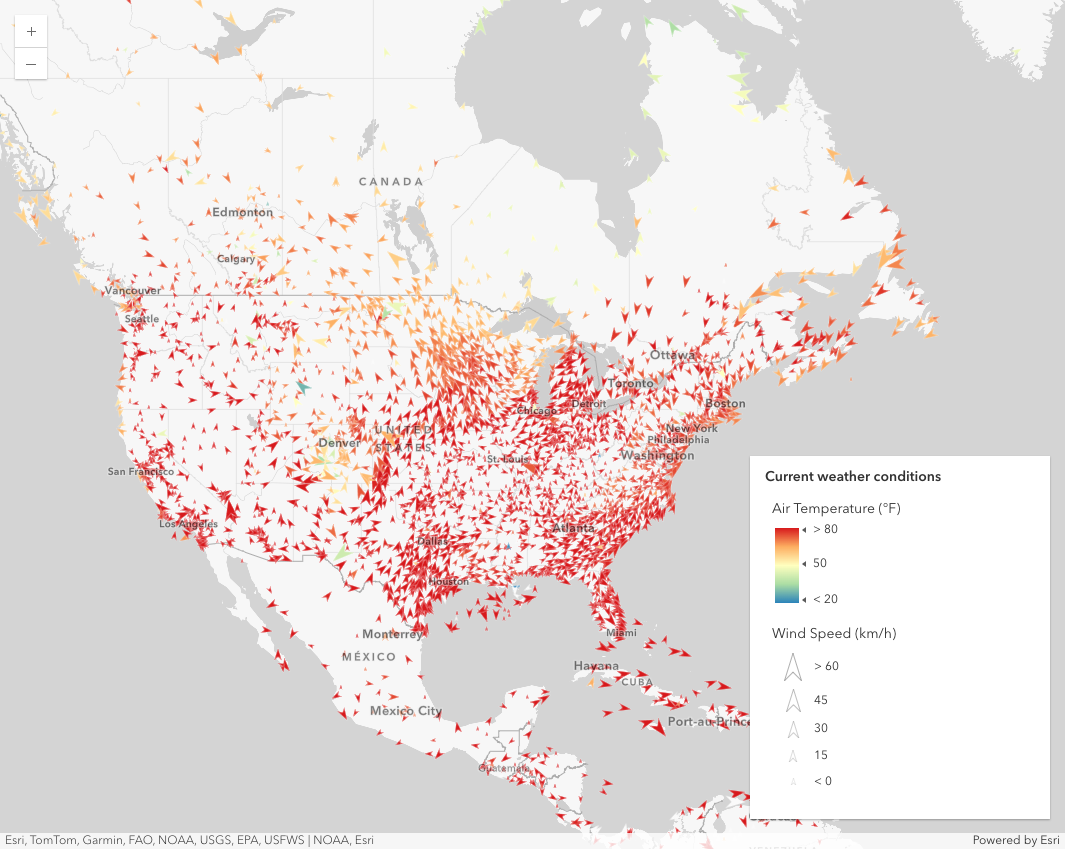 +
−
CANADA
Edmonton
Calgary
Vancouver
Seattle
Ottawa
Toronto
Boston
Chicago
Detroit
UNITED
STATES
Denver
New York
Philadelphia
St. Louis
Washington
San Francisco
Los Angeles
Atlanta
Dallas
Houston
Monterrey
Miami
MÉXICO
Havana
CUBA
Mexico City
Port-au-Prince
Guatemala
Current weather conditions
Air Temperature (°F)
> 80
50
< 20
Wind Speed (km/h)
> 60
45
30
15
< 0
Esri, TomTom, Garmin, FAO, NOAA, USGS, EPA, USFWS | NOAA, Esri
Powered by Esri